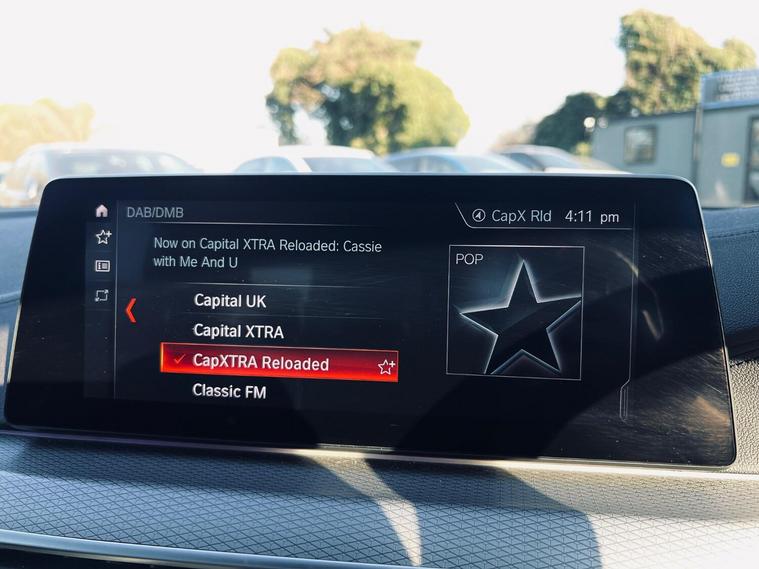 DAB/DMB
CapX Rld 4:11 pm
Now on Capital XTRA Reloaded: Cassie
with Me And U
POP
Capital UK
Capital XTRA
CapXTRA Reloaded
Classic FM